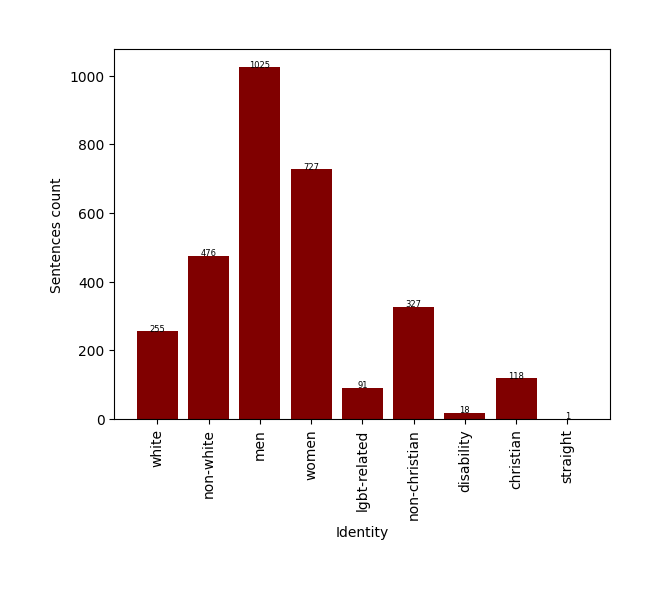 1000
800
600
400
200
0
Sentences count
255
476
1025
727
91
327
18
118
1
white
non-white
men
women
lgbt-related
non-christian
disability
christian
straight
Identity